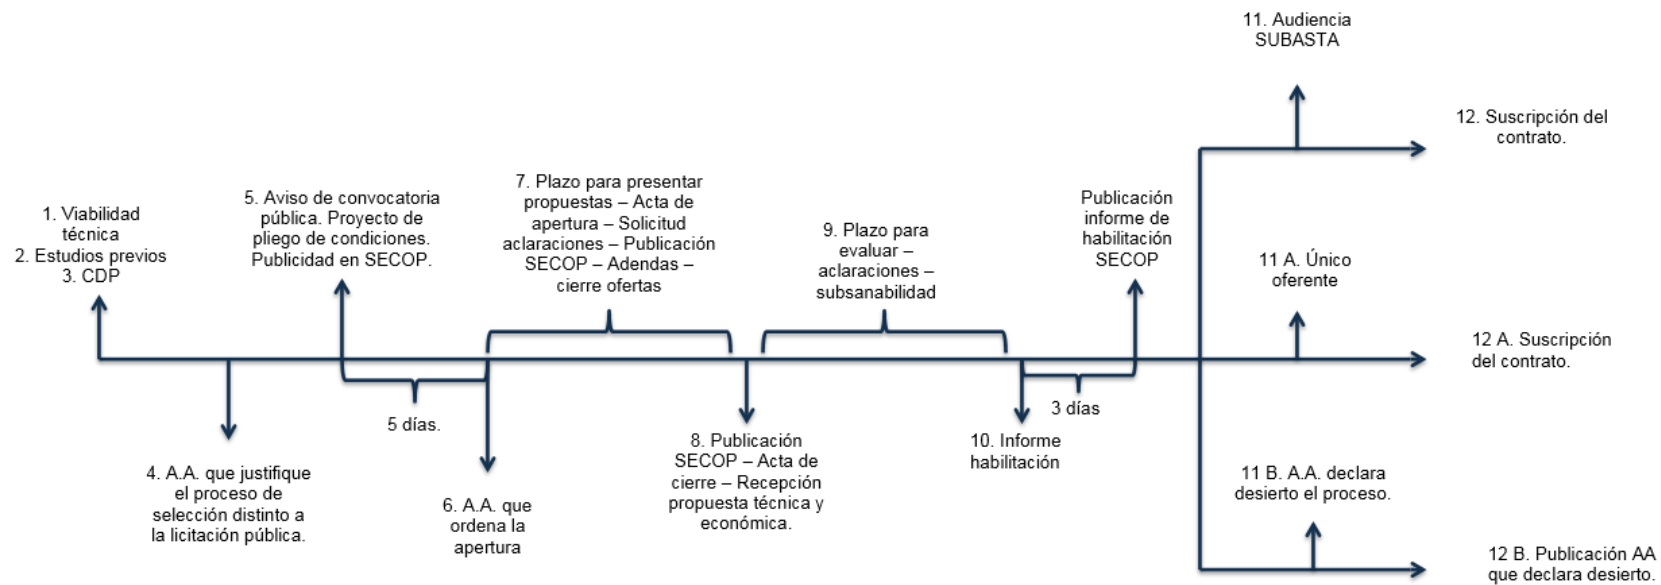 1. Viabilidad
técnica
2. Estudios previos
3. CDP
4. A.A. que justifique
el proceso de
selección distinto a
la licitación pública.
5. Aviso de convocatoria
pública. Proyecto de
pliego de condiciones.
Publicidad en SECOP.
5 días.
6. A.A. que
ordena la
apertura
7. Plazo para presentar
propuestas – Acta de
apertura – Solicitud
aclaraciones – Publicación
SECOP – Adendas –
cierre ofertas
8. Publicación
SECOP – Acta de
cierre – Recepción
propuesta técnica y
económica.
9. Plazo para
evaluar –
aclaraciones –
subsanabilidad
10. Informe
habilitación
3 días
Publicación
informe de
habilitación
SECOP
11. Audiencia
SUBASTA
12. Suscripción del
contrato.
11 A. Único
oferente
12 A. Suscripción
del contrato.
11 B. A.A. declara
desierto el proceso.
12 B. Publicación AA
que declara desierto.